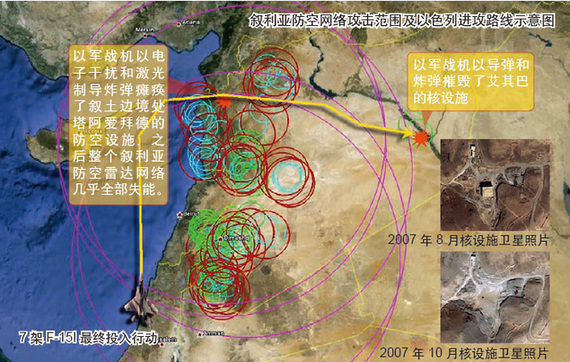 叙利亚防空网络攻击范围及以色列进攻路线示意图
以军战机以电
子干扰和激光
制导炸弹瘫痪
了叙土边境处
塔阿爱拜德的
防空设施，之
后整个叙利亚
防空雷达网络
几乎全部失能。
以军战机以导弹和
炸弹摧毁了艾其巴
的核设施
Adana
Mersin
2007 年 8 月核设施卫星照片
7 架 F-15I 最终投入行动
Amman
2007 年 10 月核设施卫星照片